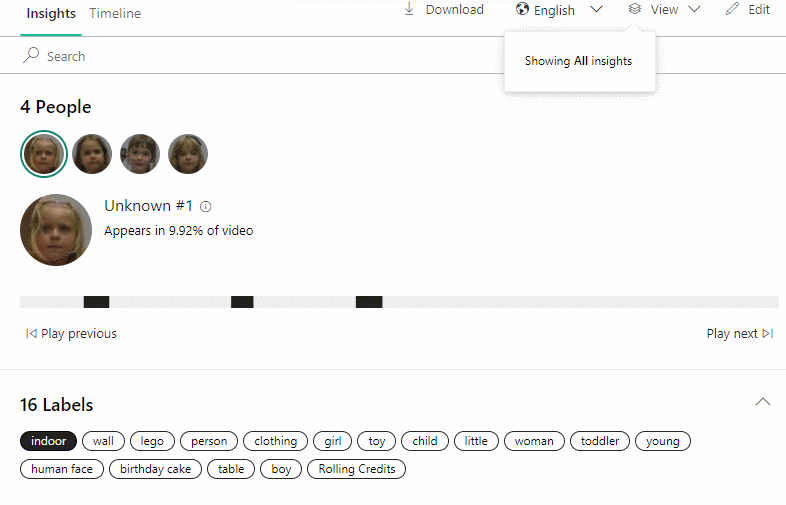 Insights Timeline Download English View Edit
Search
Showing All insights
4 People
Unknown #1
Appears in 9.92% of video
Play previous Play next
16 Labels
indoor wall lego person clothing girl toy child little woman toddler young
human face birthday cake table boy Rolling Credits